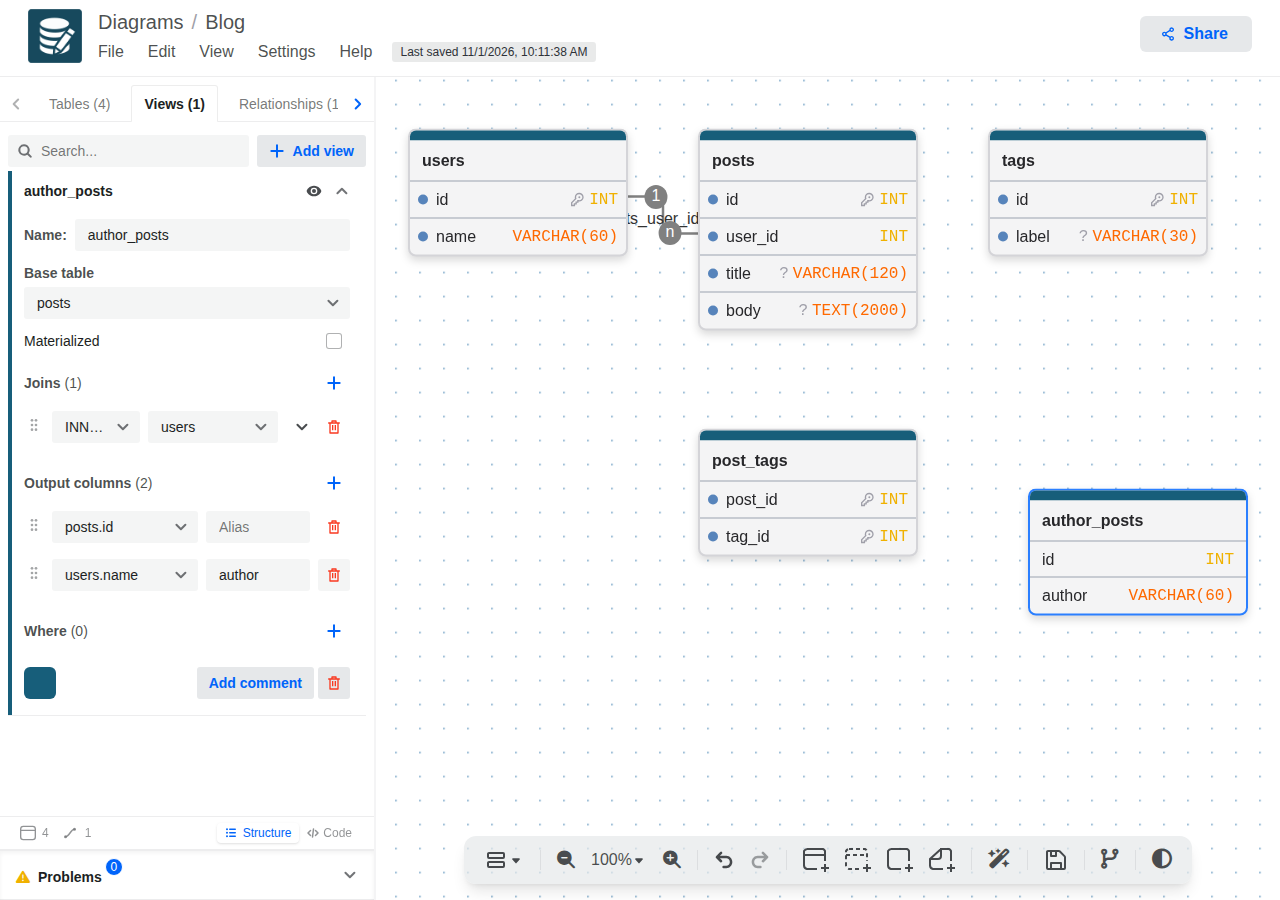 Diagrams / Blog
File Edit View Settings Help Last saved 11/1/2026, 10:11:38 AM
Share
Tables (4) Views (1) Relationships (1
Search... Add view
author_posts
Name: author_posts
Base table
posts
Materialized
Joins (1)
INN… users
Output columns (2)
posts.id Alias
users.name author
Where (0)
Add comment
4 1 Structure Code
Problems 0
users
id INT
name VARCHAR(60)
1
ts_user_id
n
posts
id INT
user_id INT
title ? VARCHAR(120)
body ? TEXT(2000)
tags
id INT
label ? VARCHAR(30)
post_tags
post_id INT
tag_id INT
author_posts
id INT
author VARCHAR(60)
100%